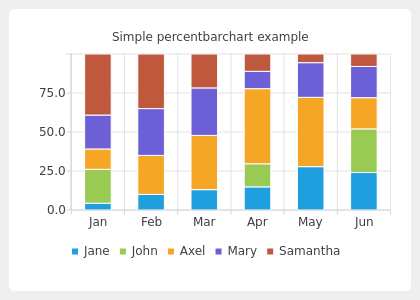 Simple percentbarchart example
75.0
50.0
25.0
0.0
Jan Feb Mar Apr May Jun
Jane John Axel Mary Samantha